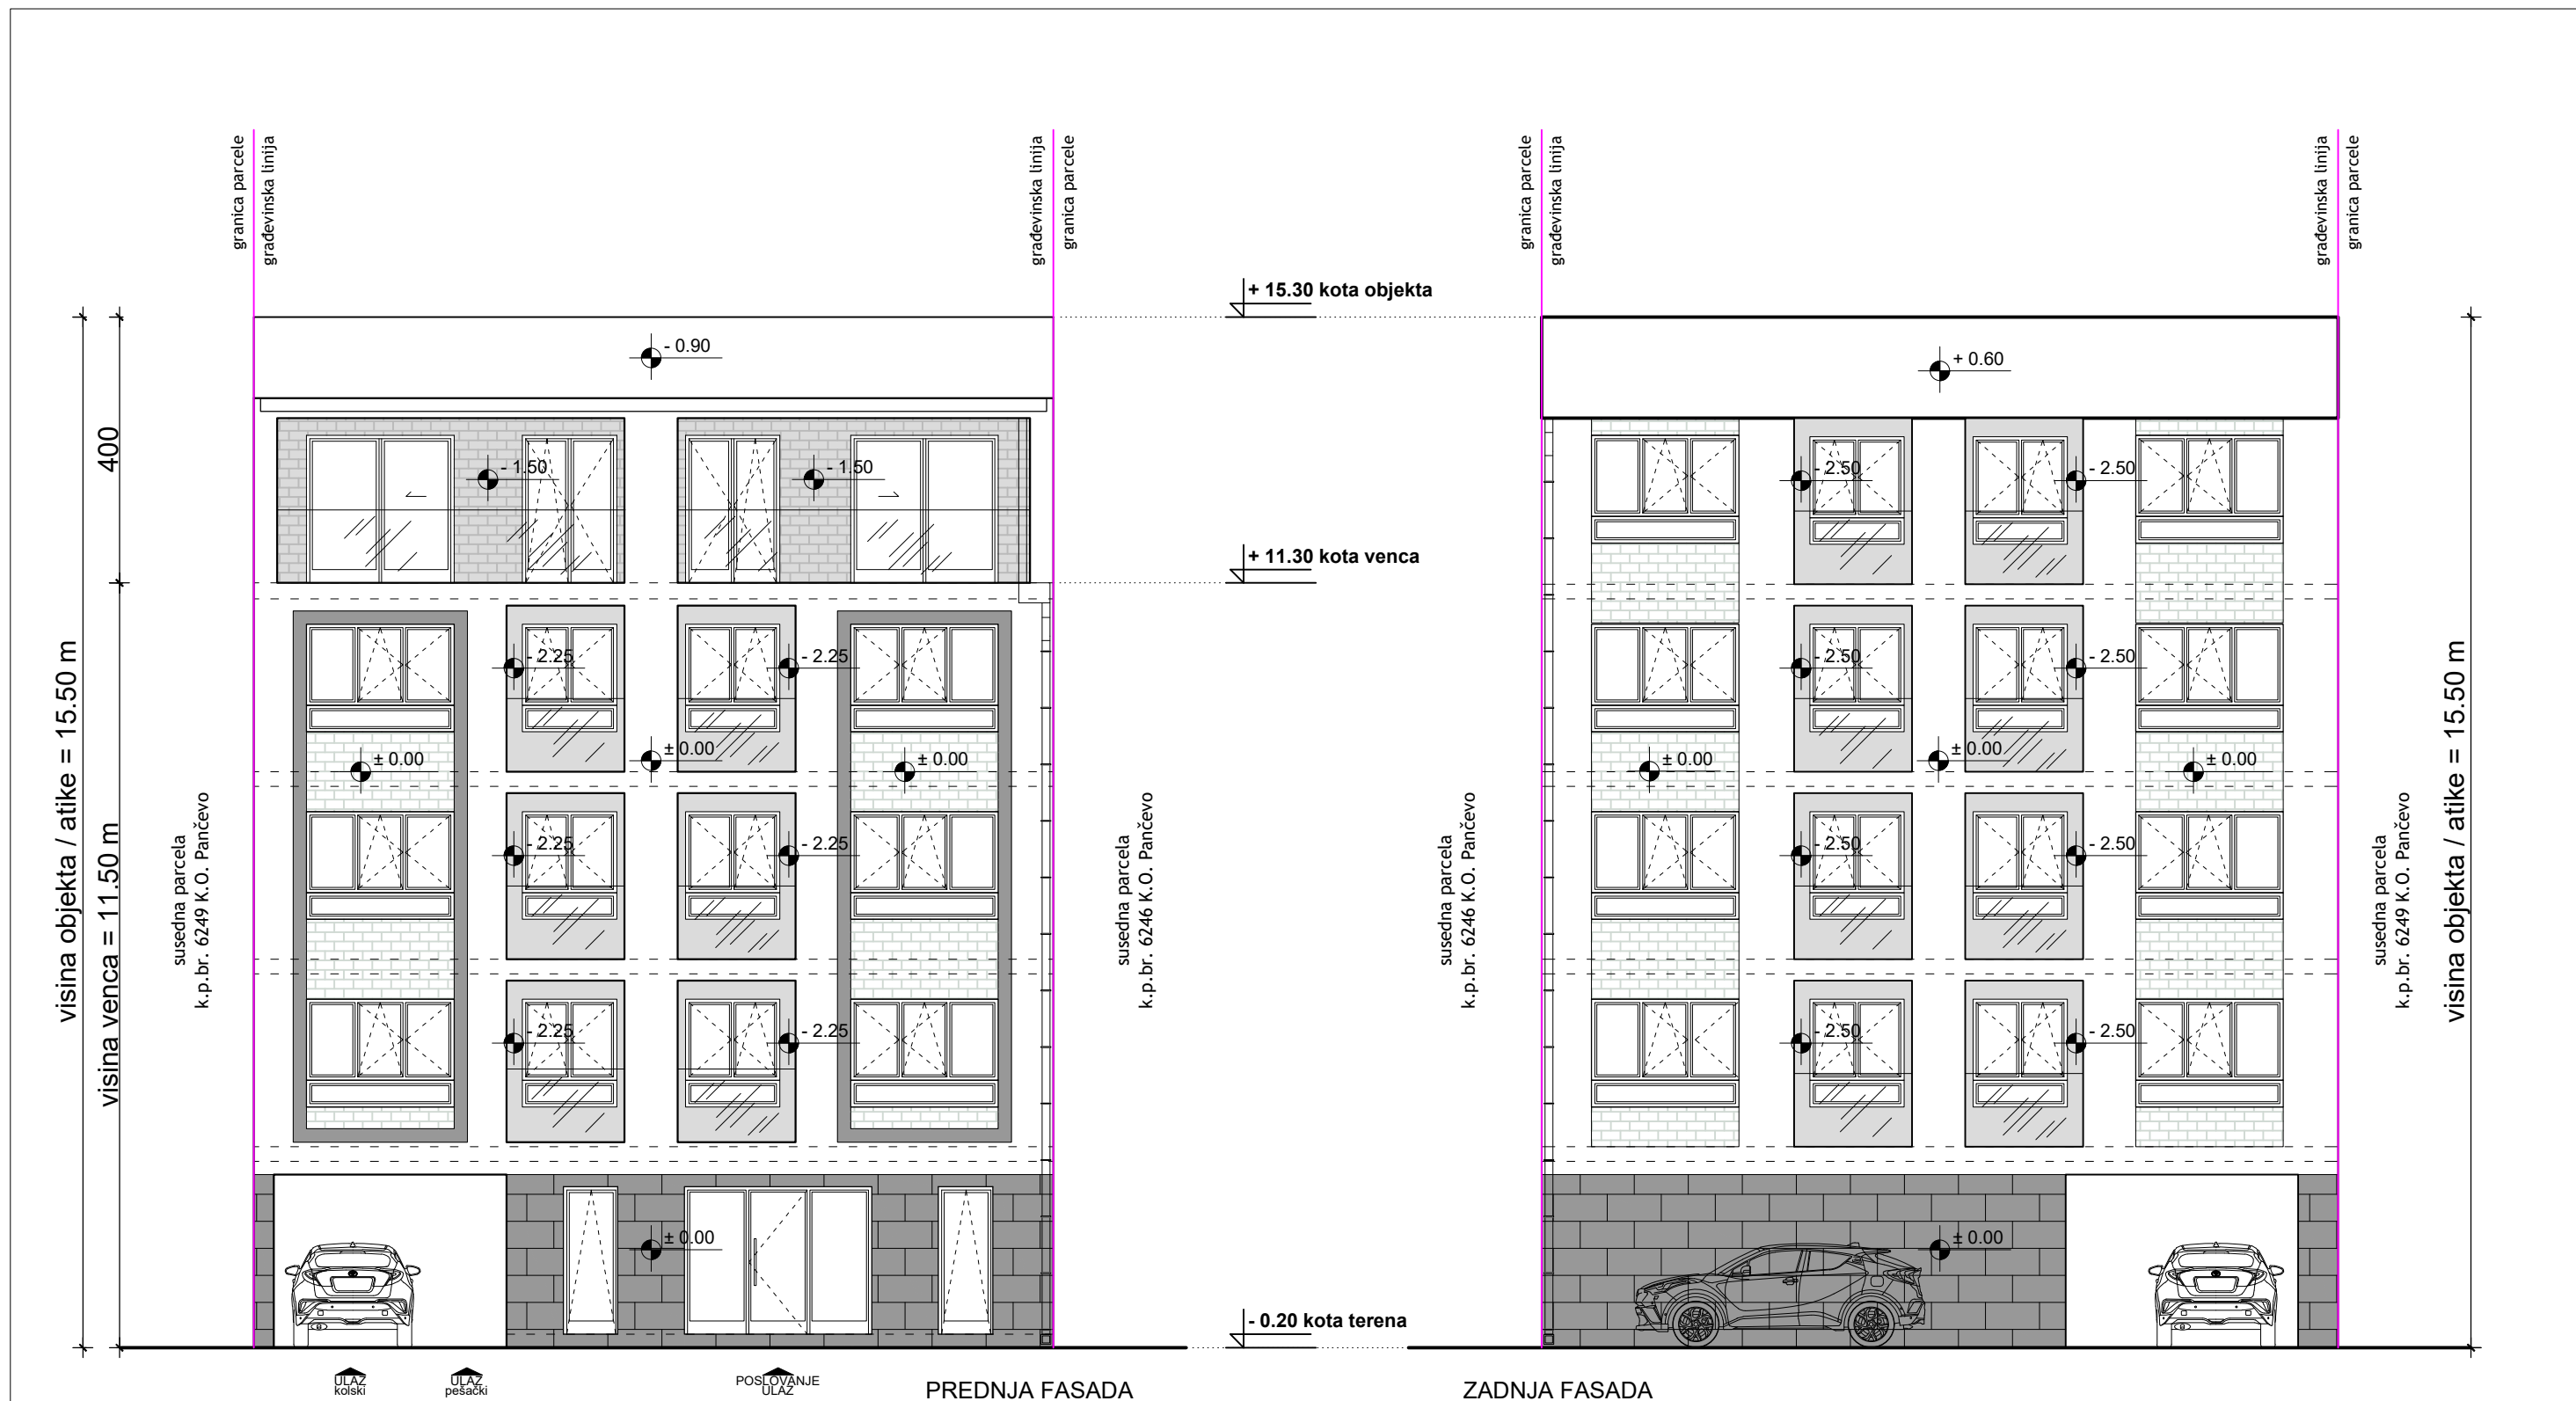 granica parcele
građevinska linija
građevinska linija
granica parcele
granica parcele
građevinska linija
građevinska linija
granica parcele
+ 15.30 kota objekta
- 0.90
+ 0.60
400
- 1.50
- 1.50
- 2.50
- 2.50
+ 11.30 kota venca
- 2.25
- 2.25
- 2.50
- 2.50
± 0.00
± 0.00
± 0.00
± 0.00
± 0.00
± 0.00
visina objekta / atike = 15.50 m
visina venca = 11.50 m
susedna parcela
k.p.br. 6249 K.O. Pančevo
- 2.25
- 2.25
susedna parcela
k.p.br. 6246 K.O. Pančevo
susedna parcela
k.p.br. 6246 K.O. Pančevo
- 2.50
- 2.50
susedna parcela
k.p.br. 6249 K.O. Pančevo
visina objekta / atike = 15.50 m
- 2.25
- 2.25
- 2.50
- 2.50
± 0.00
± 0.00
- 0.20 kota terena
ULAZ
kolski
ULAZ
pešački
POSLOVANJE
ULAZ
PREDNJA FASADA
ZADNJA FASADA